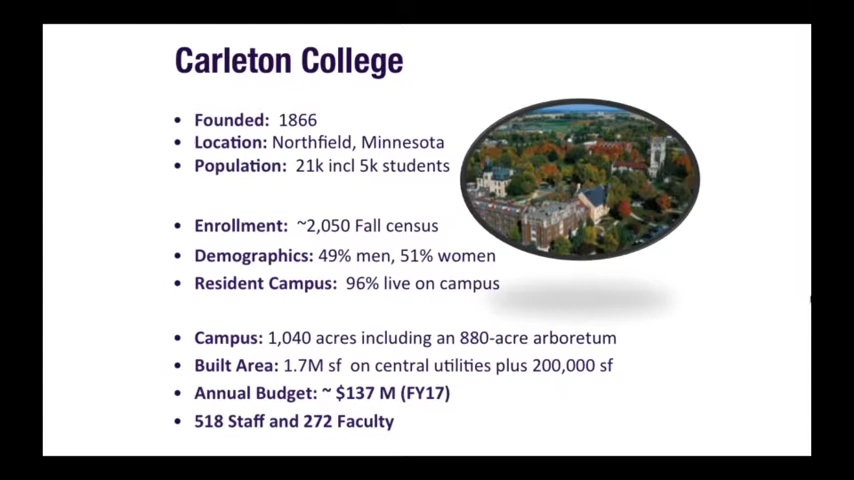 Carleton College
• Founded: 1866
• Location: Northfield, Minnesota
• Population: 21k incl 5k students
• Enrollment: ~2,050 Fall census
• Demographics: 49% men, 51% women
• Resident Campus: 96% live on campus
• Campus: 1,040 acres including an 880-acre arboretum
• Built Area: 1.7M sf on central utilities plus 200,000 sf
• Annual Budget: ~ $137 M (FY17)
• 518 Staff and 272 Faculty